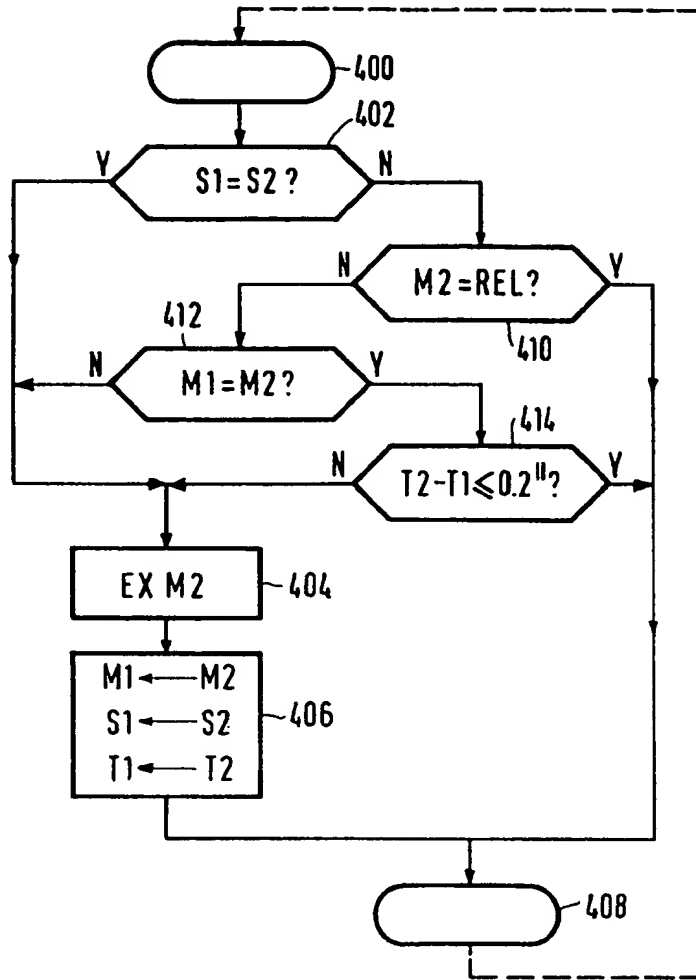 400
402
Y
S1=S2?
N
N
M2=REL?
Y
412
410
N
M1=M2?
Y
414
N
T2-T1⩽0.2"?
Y
EX M2
404
M1←M2
S1←S2
T1←T2
406
408